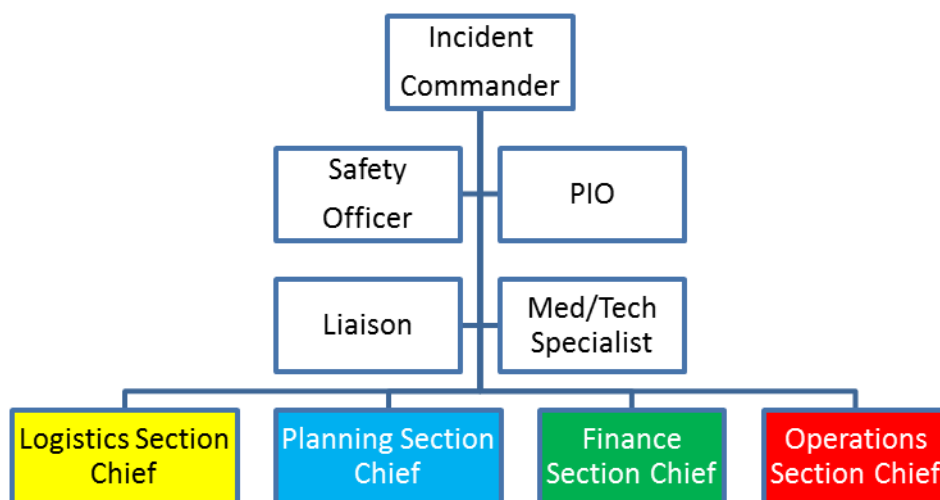 Incident
Commander
Safety
Officer
PIO
Liaison
Med/Tech
Specialist
Logistics Section
Chief
Planning Section
Chief
Finance
Section Chief
Operations
Section Chief